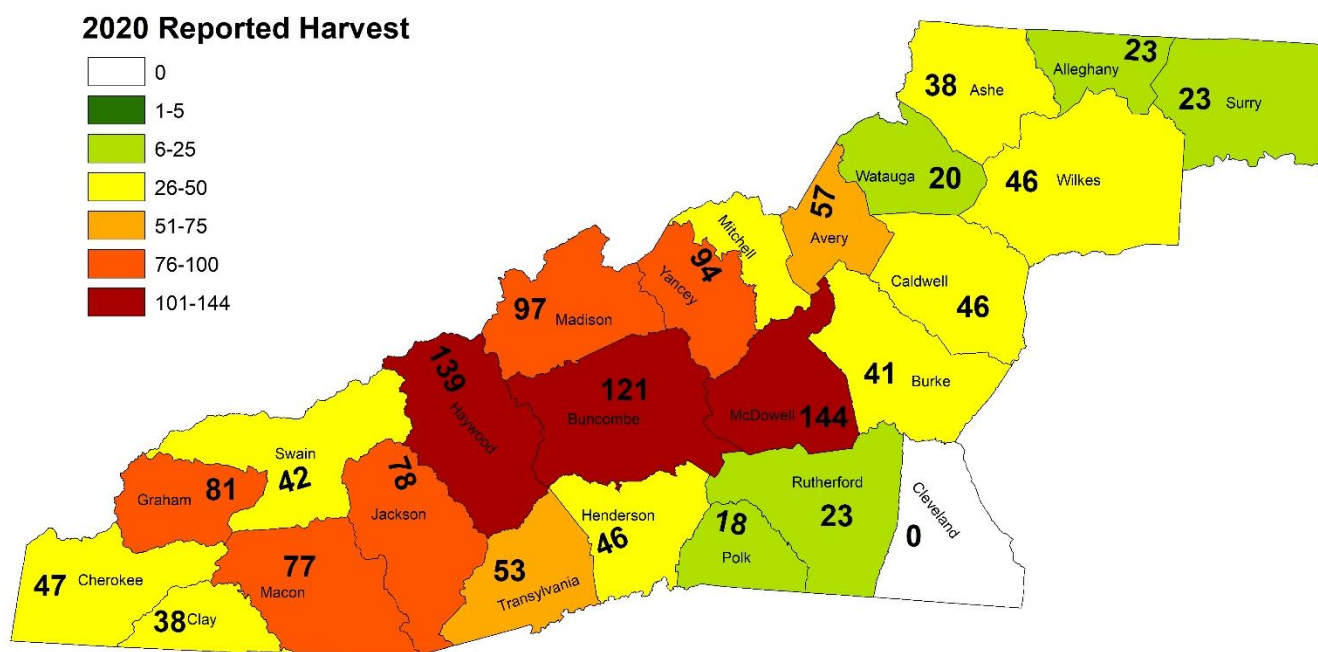 2020 Reported Harvest
0
1-5
6-25
26-50
51-75
76-100
101-144
38 Ashe
23
Alleghany
23 Surry
Watauga 20
46 Wilkes
57
Avery
Mitchell
94
Yancey
Caldwell
46
97 Madison
41 Burke
139
Haywood
121
Buncombe
McDowell 144
Swain
42
Graham 81
78
Jackson
Henderson
46
Rutherford
23
18
Polk
Cleveland
0
47 Cherokee
38 Clay
77
Macon
53
Transylvania